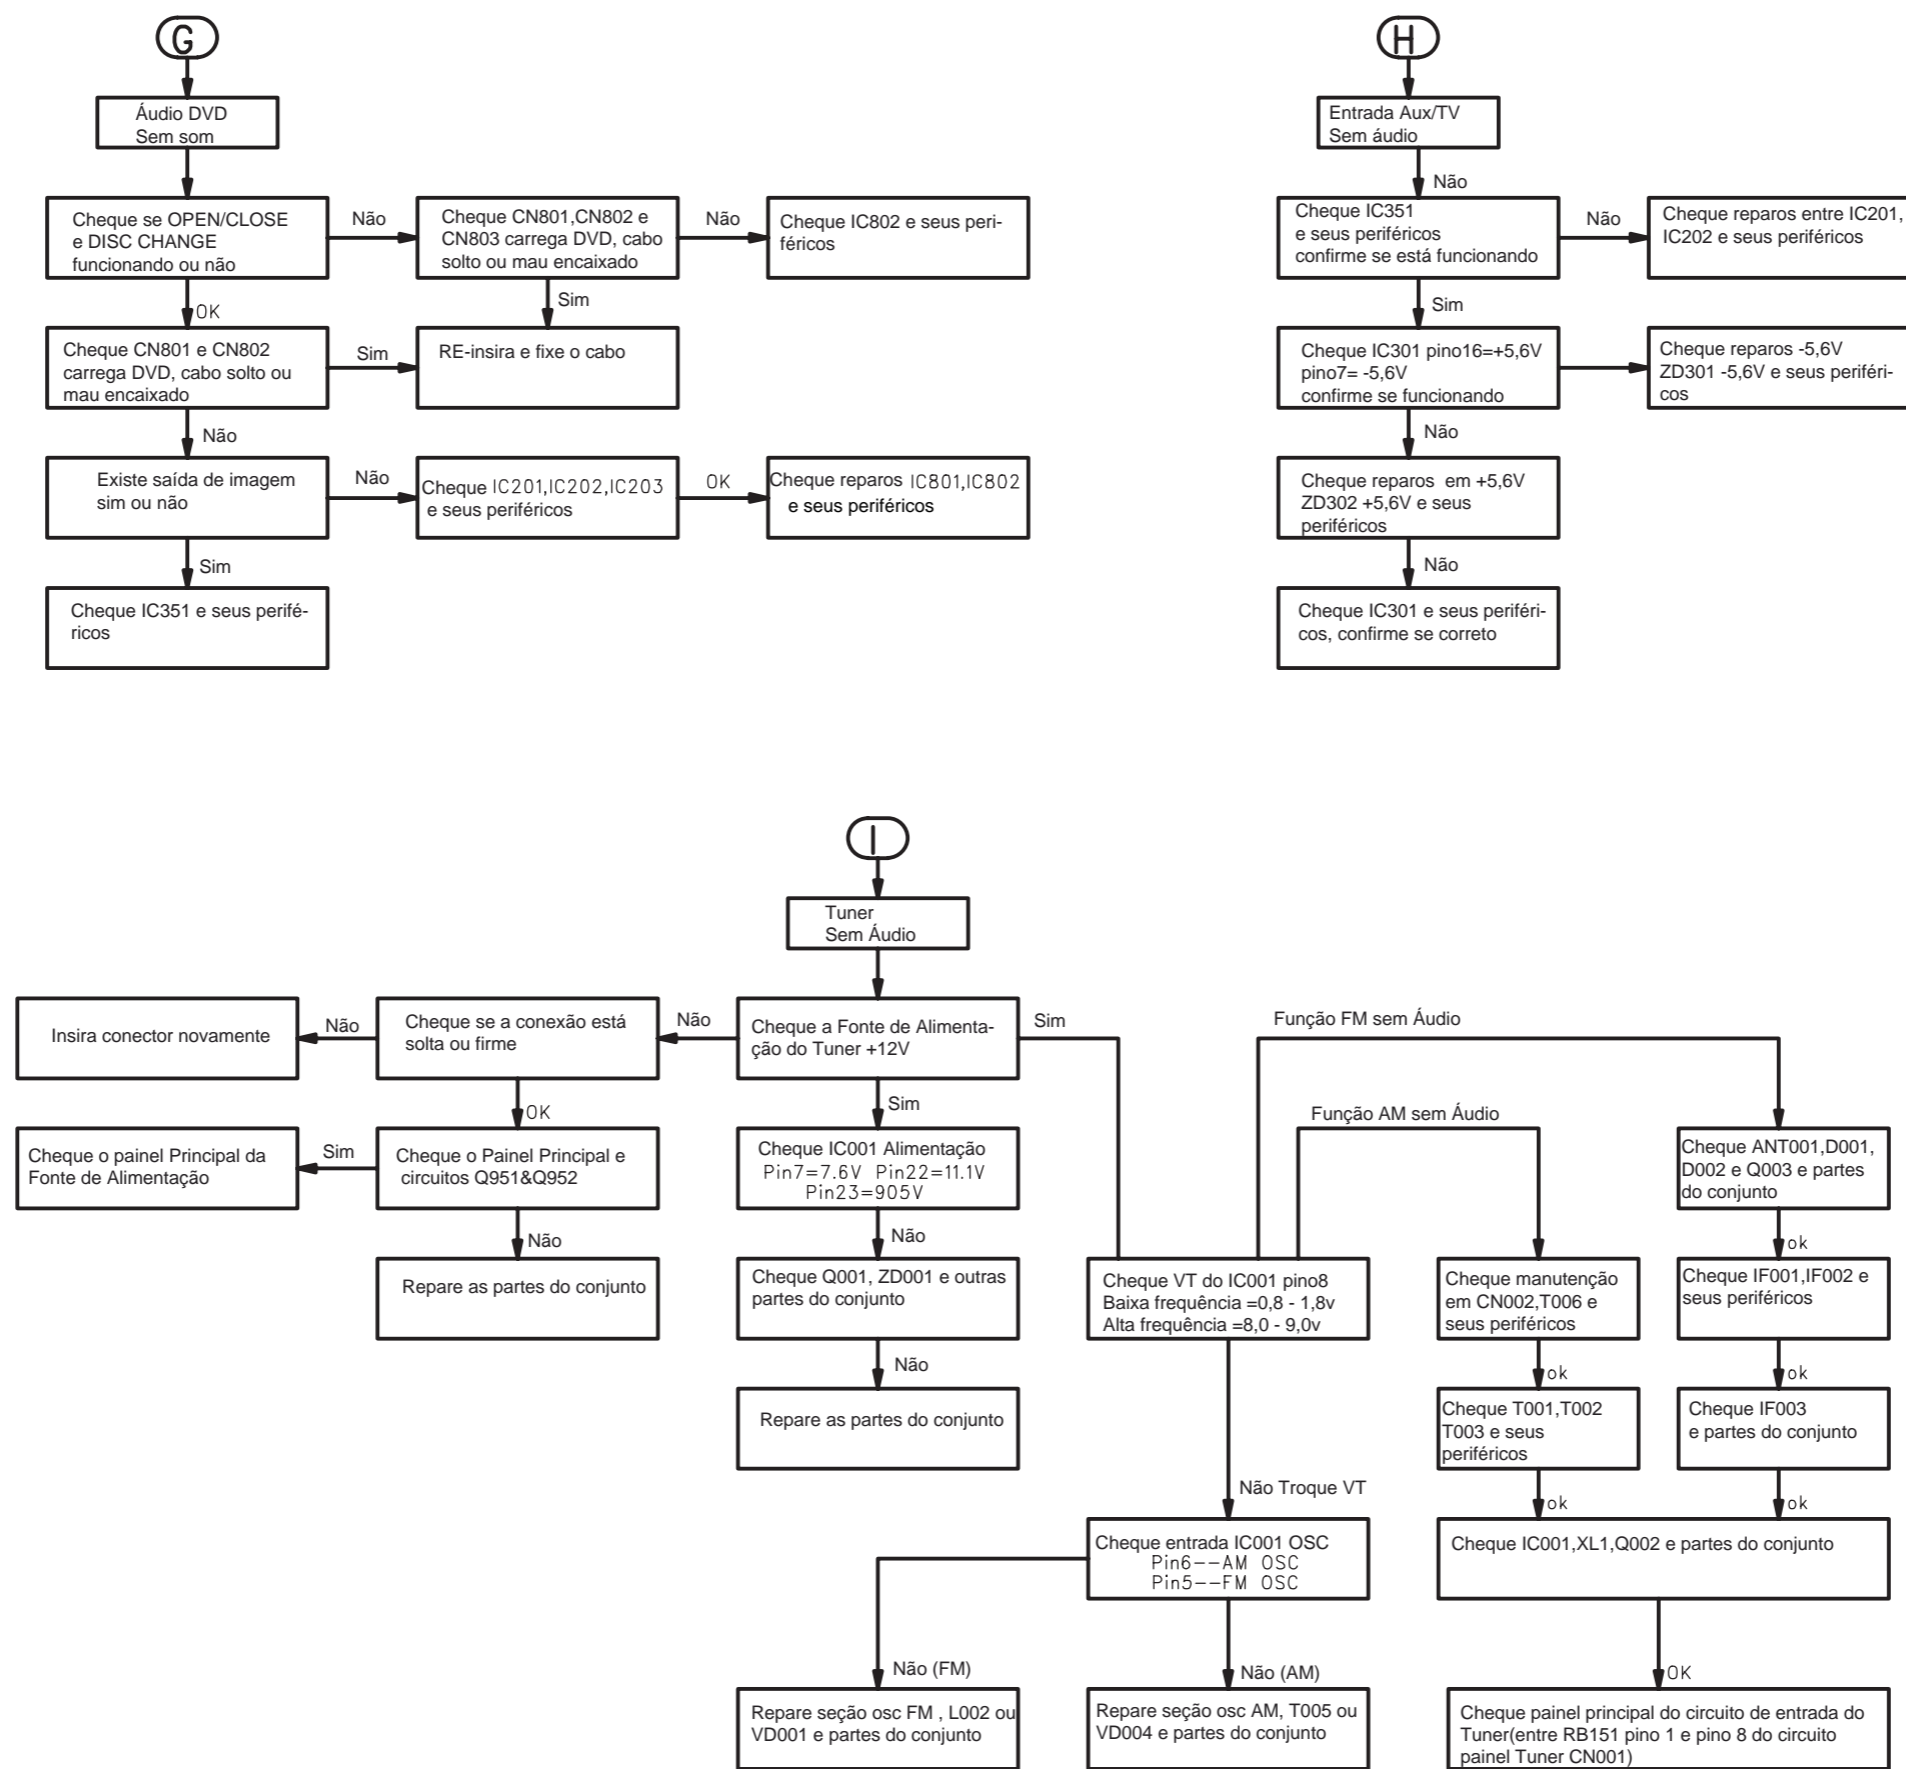 G
Áudio DVD
Sem som
Cheque se OPEN/CLOSE
e DISC CHANGE
funcionando ou não
Não
Cheque CN801,CN802 e
CN803 carrega DVD, cabo
solto ou mau encaixado
Não
Cheque IC802 e seus peri-
féricos
OK
Sim
Cheque CN801 e CN802
carrega DVD, cabo solto ou
mau encaixado
Sim
RE-insira e fixe o cabo
Não
Existe saída de imagem
sim ou não
Não
Cheque IC201,IC202,IC203
e seus periféricos
OK
Cheque reparos IC801,IC802
e seus periféricos
Sim
Cheque IC351 e seus perifé-
ricos
H
Entrada Aux/TV
Sem áudio
Não
Cheque IC351
e seus periféricos
confirme se está funcionando
Não
Cheque reparos entre IC201,
IC202 e seus periféricos
Sim
Cheque IC301 pino16=+5,6V
pino7= -5,6V
confirme se funcionando
Cheque reparos -5,6V
ZD301 -5,6V e seus periféri-
cos
Não
Cheque reparos em +5,6V
ZD302 +5,6V e seus
periféricos
Não
Cheque IC301 e seus periféri-
cos, confirme se correto
I
Tuner
Sem Áudio
Insira conector novamente
Não
Cheque se a conexão está
solta ou firme
Não
Cheque a Fonte de Alimenta-
ção do Tuner +12V
Sim
Função FM sem Áudio
OK
Sim
Função AM sem Áudio
Cheque o painel Principal da
Fonte de Alimentação
Sim
Cheque o Painel Principal e
circuitos Q951&Q952
Cheque IC001 Alimentação
Pin7=7.6V Pin22=11.1V
Pin23=905V
Cheque ANT001,D001,
D002 e Q003 e partes
do conjunto
Não
Não
ok
Repare as partes do conjunto
Cheque Q001, ZD001 e outras
partes do conjunto
Cheque VT do IC001 pino8
Baixa frequência =0,8 - 1,8v
Alta frequência =8,0 - 9,0v
Cheque manutenção
em CN002,T006 e
seus periféricos
Cheque IF001,IF002 e
seus periféricos
Não
ok
ok
Repare as partes do conjunto
Cheque T001,T002
T003 e seus
periféricos
Cheque IF003
e partes do conjunto
Não Troque VT
ok
ok
Cheque entrada IC001 OSC
Pin6--AM OSC
Pin5--FM OSC
Cheque IC001,XL1,Q002 e partes do conjunto
Não (FM)
Não (AM)
OK
Repare seção osc FM , L002 ou
VD001 e partes do conjunto
Repare seção osc AM, T005 ou
VD004 e partes do conjunto
Cheque painel principal do circuito de entrada do
Tuner(entre RB151 pino 1 e pino 8 do circuito
painel Tuner CN001)